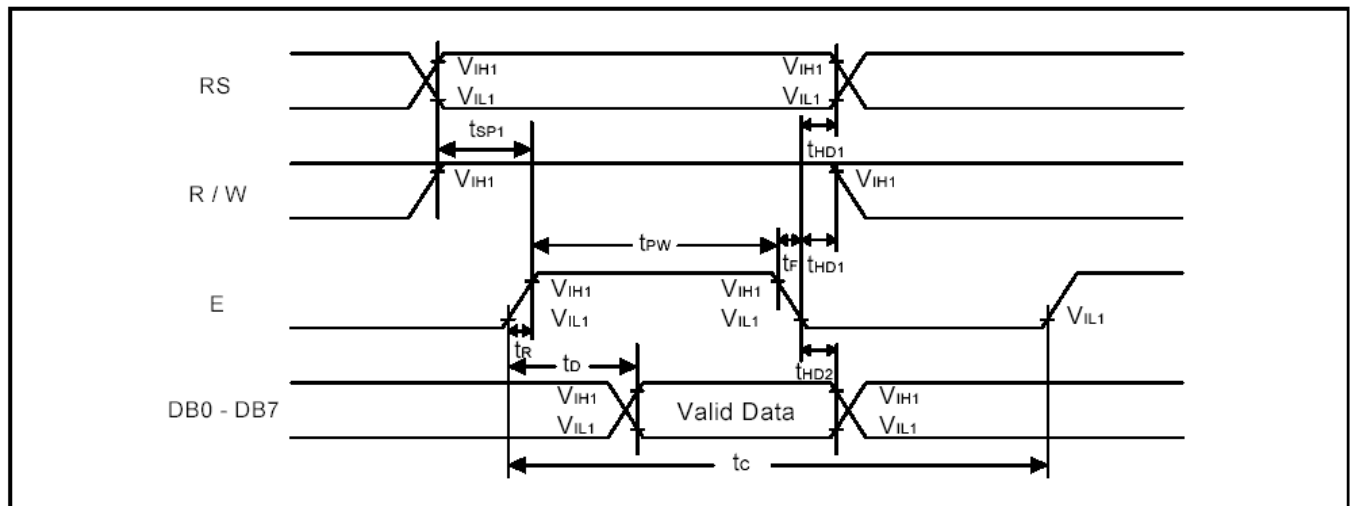 RS
VIH1
VIH1
VIL1
VIL1
tSP1
tHD1
R / W
VIH1
VIH1
tPW
tF
tHD1
E
VIH1
VIH1
VIL1
VIL1
VIL1
tR
tD
tHD2
DB0 - DB7
VIH1
Valid Data
VIH1
VIL1
VIL1
tC